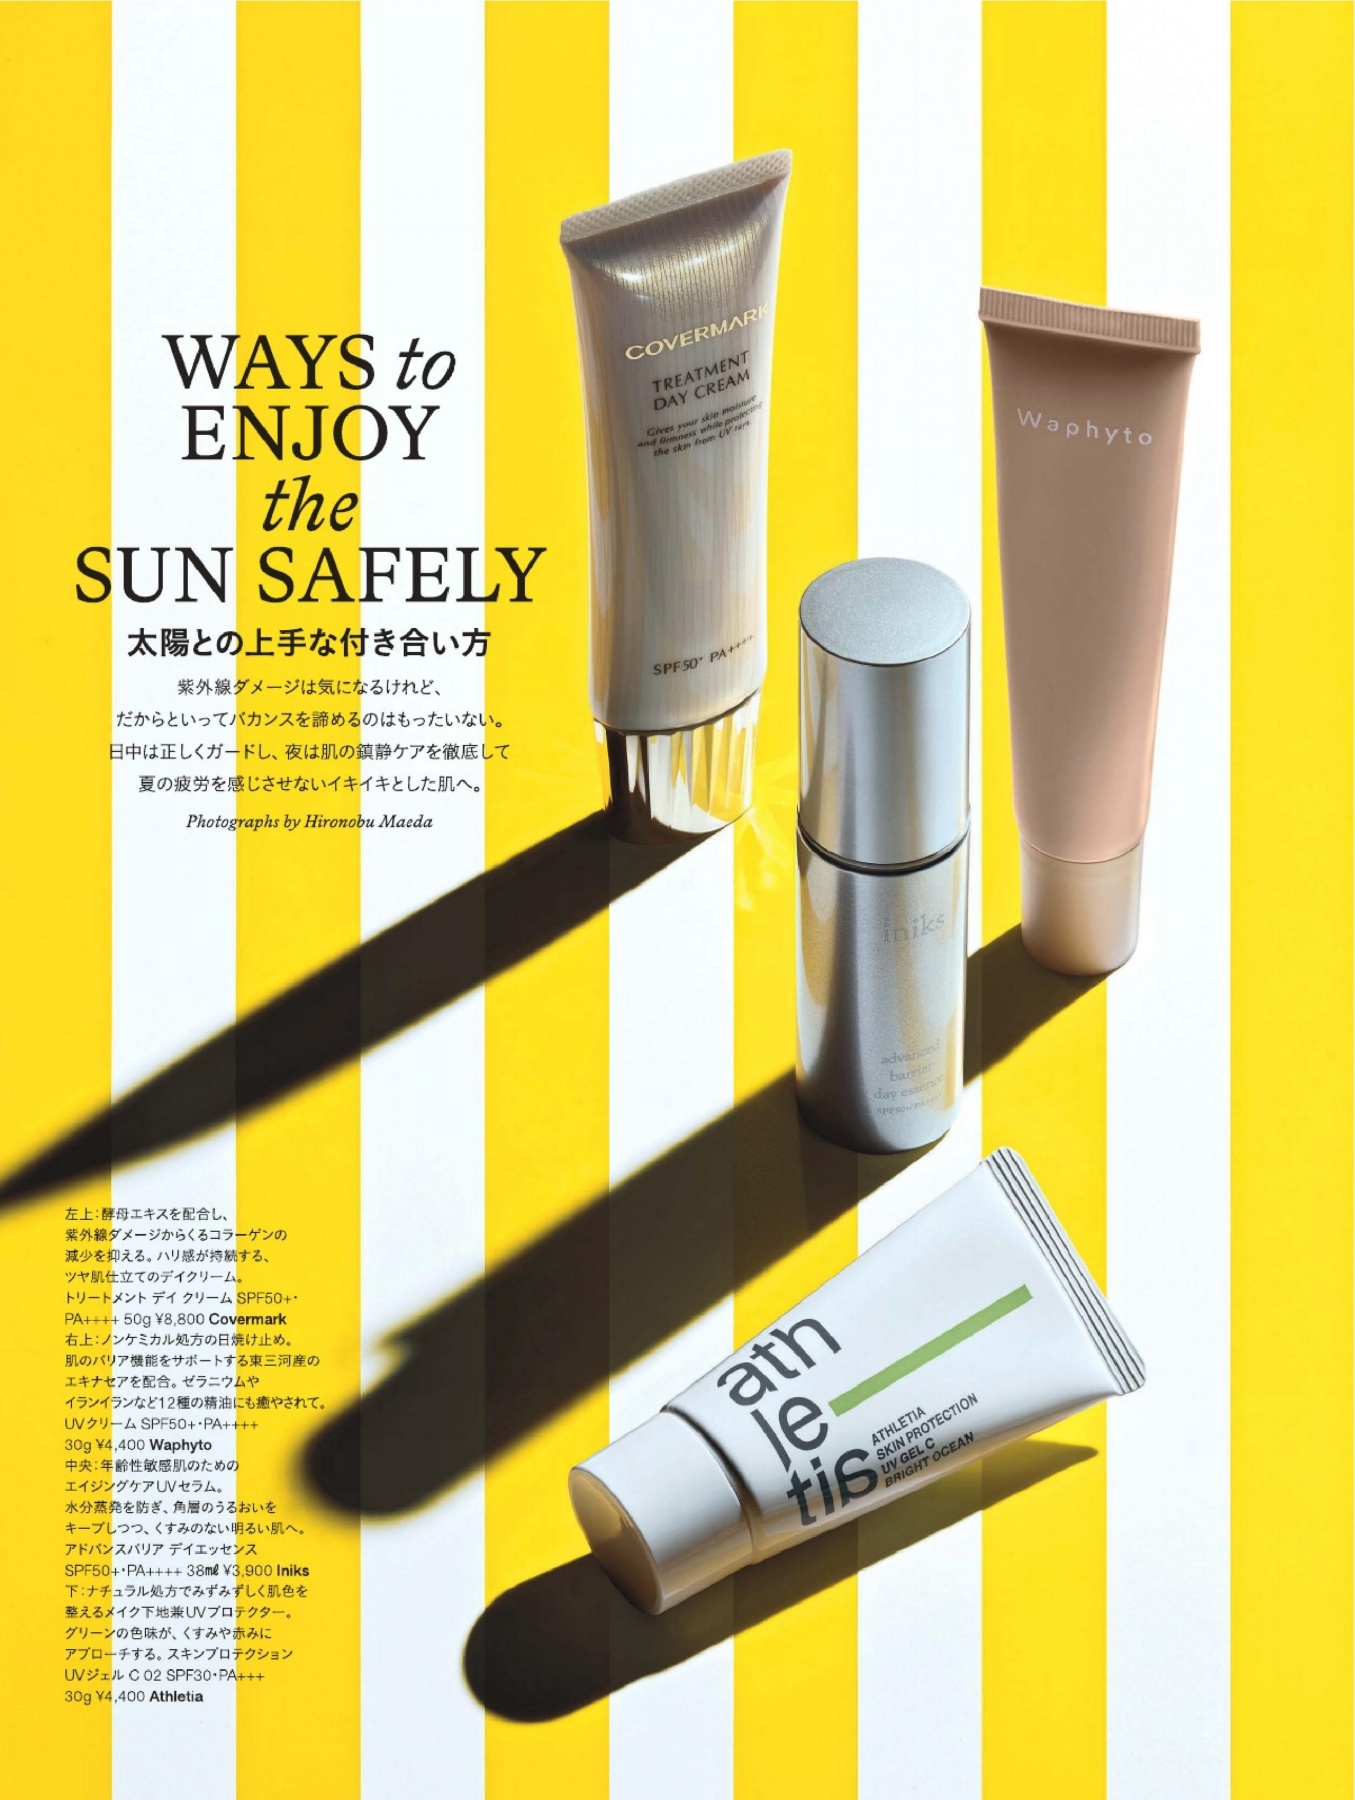 WAYS to
ENJOY
the
SUN SAFELY
太陽との上手な付き合い方
紫外線ダメージは気になるけれど、
だからといってバカンスを諦めるのはもったいない。
日中は正しくガードし、夜は肌の鎮静ケアを徹底して
夏の疲労を感じさせないイキイキとした肌へ。
Photographs by Hironobu Maeda
COVERMARK
TREATMENT
DAY CREAM
Gives your skin moisture
and firmness while protecting
the skin from UV rays.
SPF50+ PA++++
Waphyto
iniks
advanced
barrier
day essence
SPF50+/PA++++
ath
le
tia
ATHLETIA
SKIN PROTECTION
UV GEL C
BRIGHT OCEAN
左上：酵母エキスを配合し、
紫外線ダメージからくるコラーゲンの
減少を抑える。ハリ感が持続する、
ツヤ肌仕立てのデイクリーム。
トリートメント デイ クリーム SPF50+・
PA++++ 50g ¥8,800 Covermark
右上：ノンケミカル処方の日焼け止め。
肌のバリア機能をサポートする東三河産の
エキナセアを配合。ゼラニウムや
イランイランなど12種の精油にも癒やされて。
UVクリーム SPF50+・PA++++
30g ¥4,400 Waphyto
中央：年齢性敏感肌のための
エイジングケアUVセラム。
水分蒸発を防ぎ、角層のうるおいを
キープしつつ、くすみのない明るい肌へ。
アドバンスバリア デイエッセンス
SPF50+・PA++++ 38㎖ ¥3,900 Iniks
下：ナチュラル処方でみずみずしく肌色を
整えるメイク下地兼UVプロテクター。
グリーンの色味が、くすみや赤みに
アプローチする。スキンプロテクション
UVジェル C 02 SPF30・PA+++
30g ¥4,400 Athletia